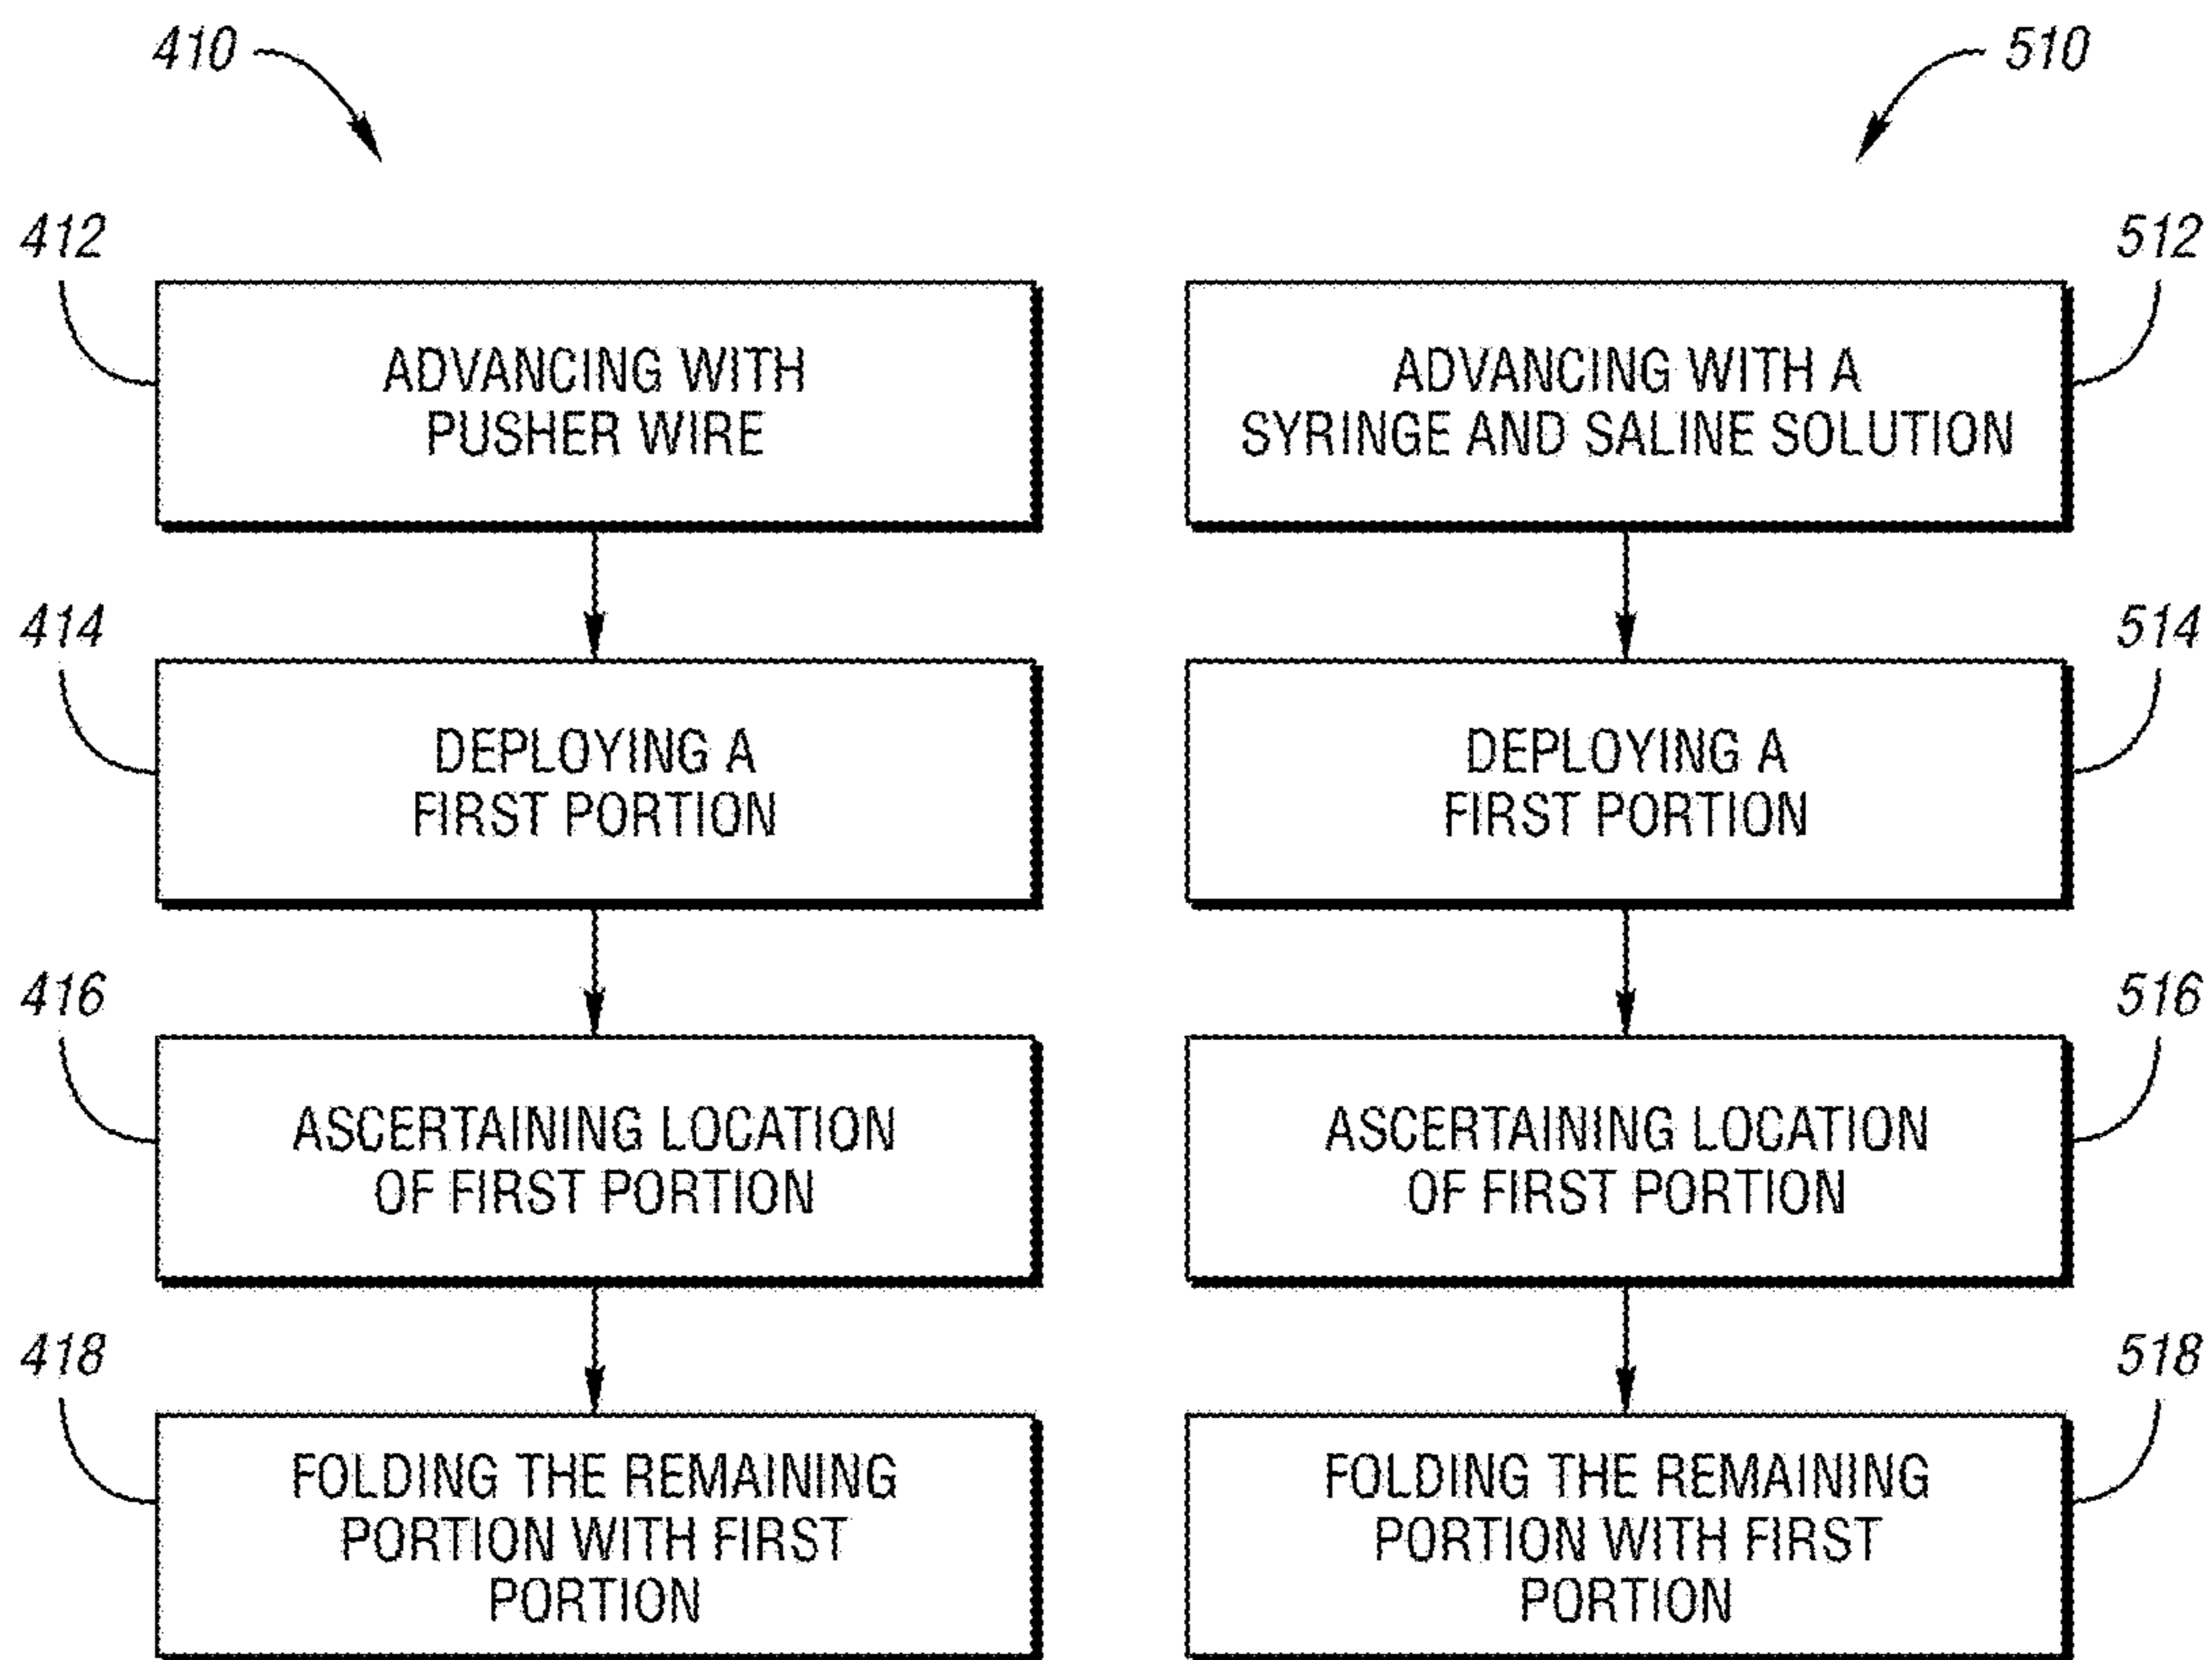 410
412
ADVANCING WITH
PUSHER WIRE
414
DEPLOYING A
FIRST PORTION
416
ASCERTAINING LOCATION
OF FIRST PORTION
418
FOLDING THE REMAINING
PORTION WITH FIRST
PORTION
510
512
ADVANCING WITH A
SYRINGE AND SALINE SOLUTION
514
DEPLOYING A
FIRST PORTION
516
ASCERTAINING LOCATION
OF FIRST PORTION
518
FOLDING THE REMAINING
PORTION WITH FIRST
PORTION